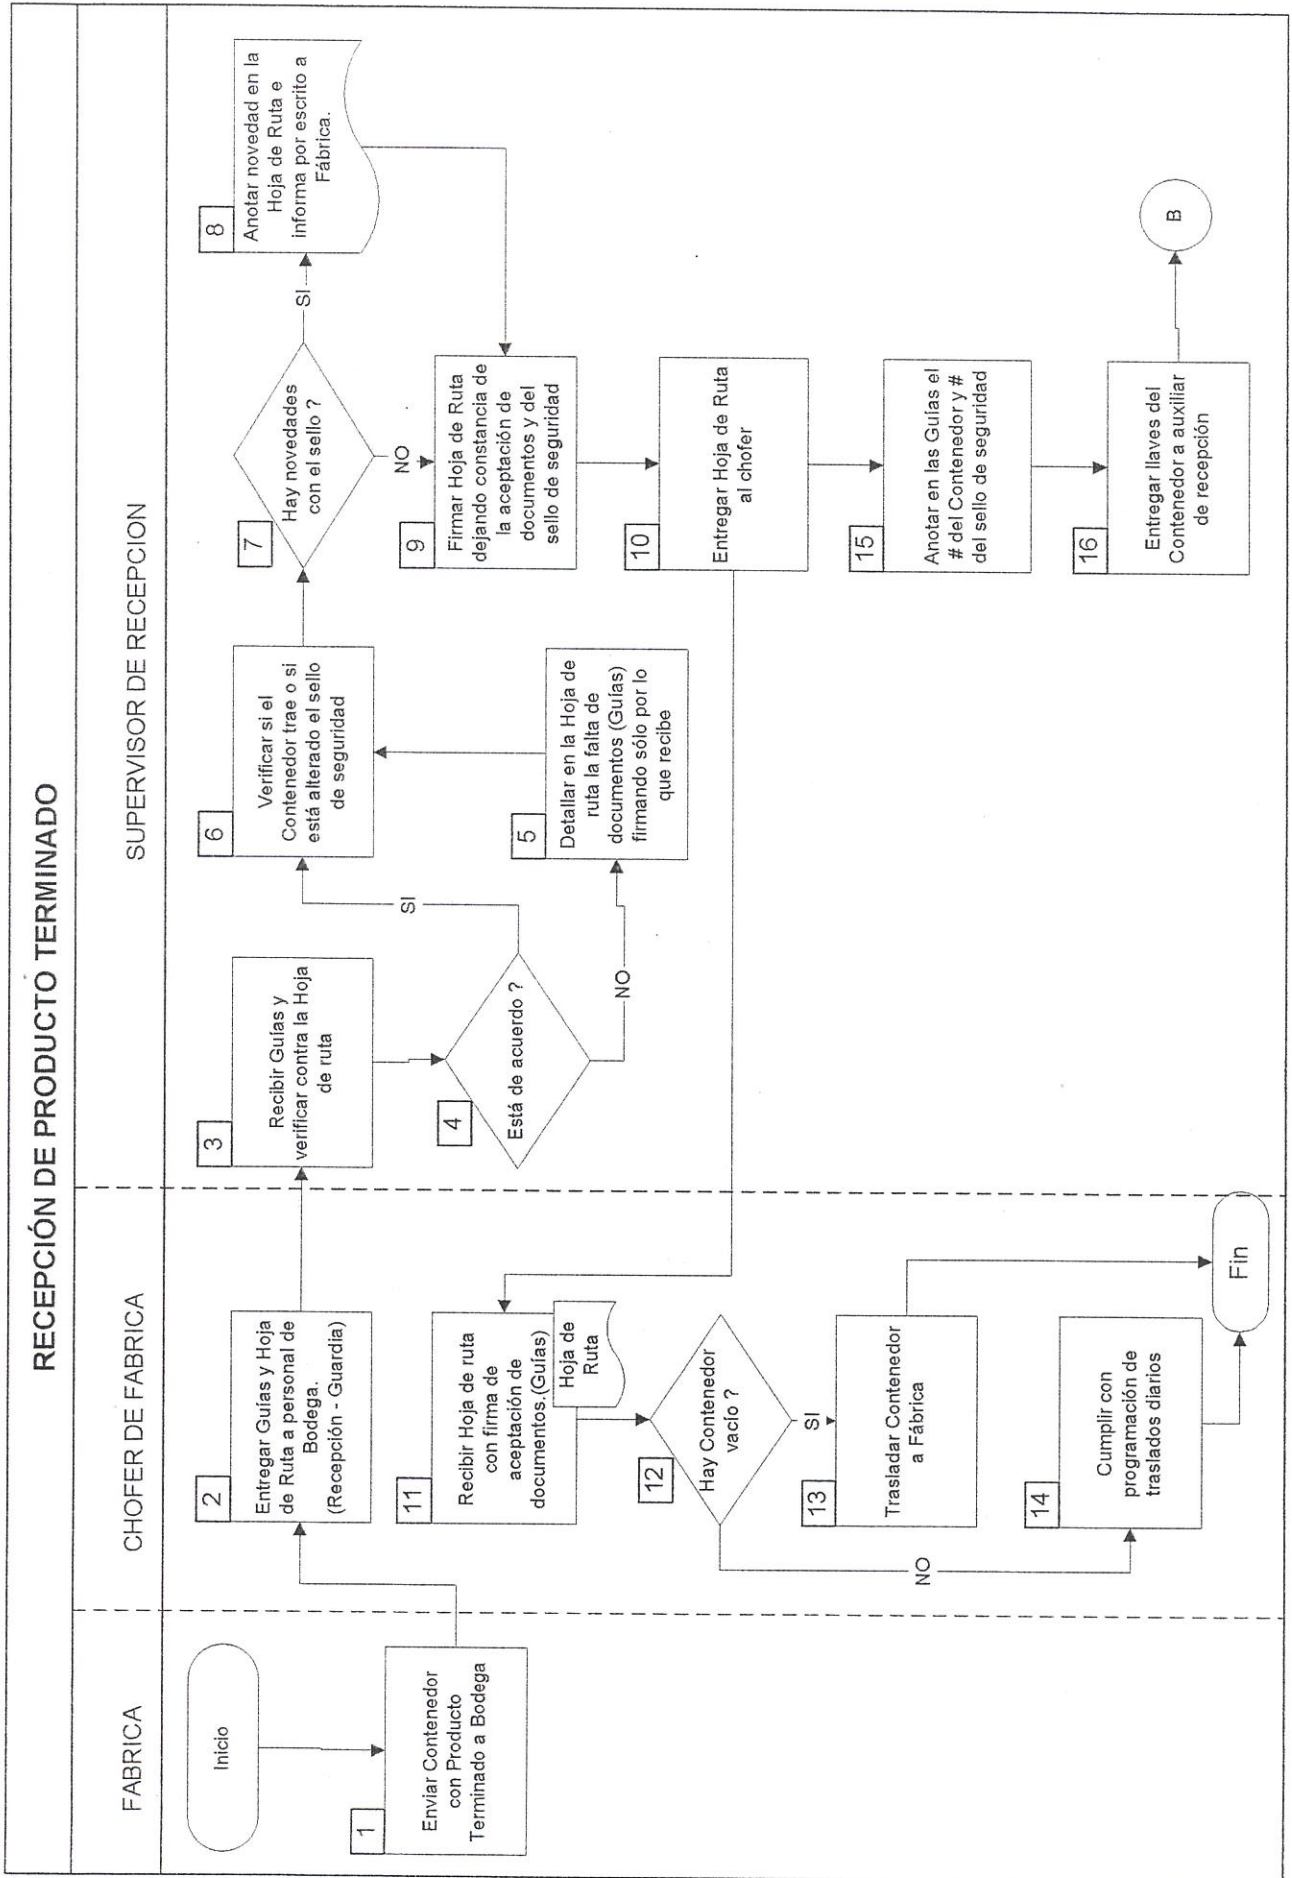 RECEPCIÓN DE PRODUCTO TERMINADO
FABRICA
CHOFER DE FABRICA
SUPERVISOR DE RECEPCION
Inicio
1
Enviar Contenedor
con Producto
Terminado a Bodega
2
Entregar Guías y Hoja
de Ruta a personal de
Bodega.
(Recepción - Guardia)
3
Recibir Guías y
verificar contra la Hoja
de ruta
4
Está de acuerdo ?
SI
NO
5
Detallar en la Hoja de
ruta la falta de
documentos (Guías)
firmando sólo por lo
que recibe
6
Verificar si el
Contenedor trae o si
está alterado el sello
de seguridad
7
Hay novedades
con el sello ?
SI
NO
8
Anotar novedad en la
Hoja de Ruta e
informa por escrito a
Fábrica.
9
Firmar Hoja de Ruta
dejando constancia de
la aceptación de
documentos y del
sello de seguridad
10
Entregar Hoja de Ruta
al chofer
11
Recibir Hoja de ruta
con firma de
aceptación de
documentos.(Guías)
Hoja de
Ruta
12
Hay Contenedor
vacío ?
SI
NO
13
Trasladar Contenedor
a Fábrica
14
Cumplir con
programación de
traslados diarios
Fin
15
Anotar en las Guías el
# del Contenedor y #
del sello de seguridad
16
Entregar llaves del
Contenedor a auxiliar
de recepción
B